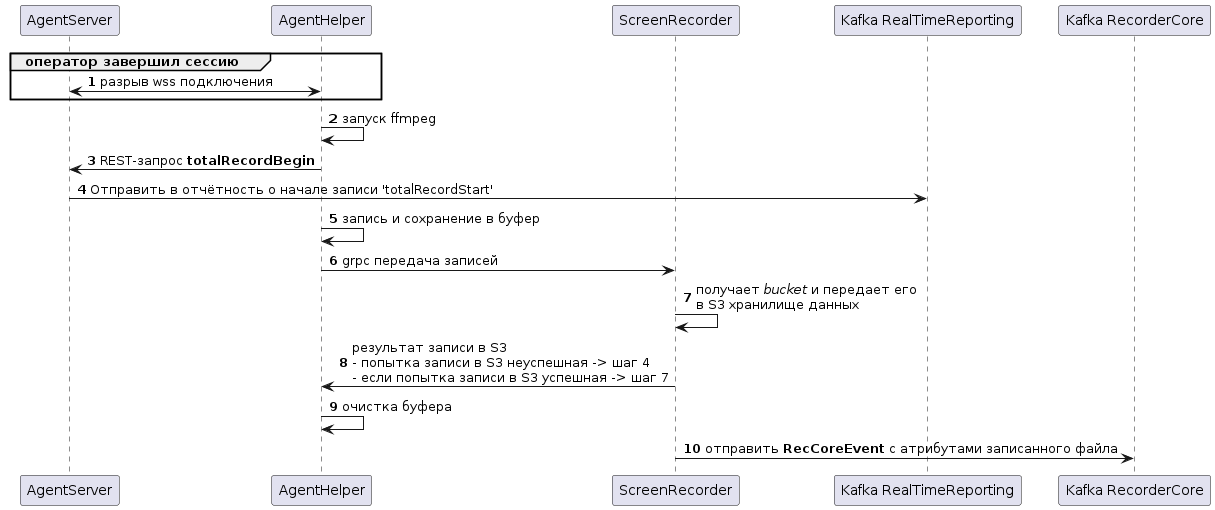 AgentServer
AgentHelper
ScreenRecorder
Kafka RealTimeReporting
Kafka RecorderCore
оператор завершил сессию
1 разрыв wss подключения
2 запуск ffmpeg
3 REST-запрос totalRecordBegin
4 Отправить в отчётность о начале записи 'totalRecordStart'
5 запись и сохранение в буфер
6 grpc передача записей
7 получает bucket и передает его
в S3 хранилище данных
результат записи в S3
8 - попытка записи в S3 неуспешная -> шаг 4
- если попытка записи в S3 успешная -> шаг 7
9 очистка буфера
10 отправить RecCoreEvent с атрибутами записанного файла
AgentServer
AgentHelper
ScreenRecorder
Kafka RealTimeReporting
Kafka RecorderCore